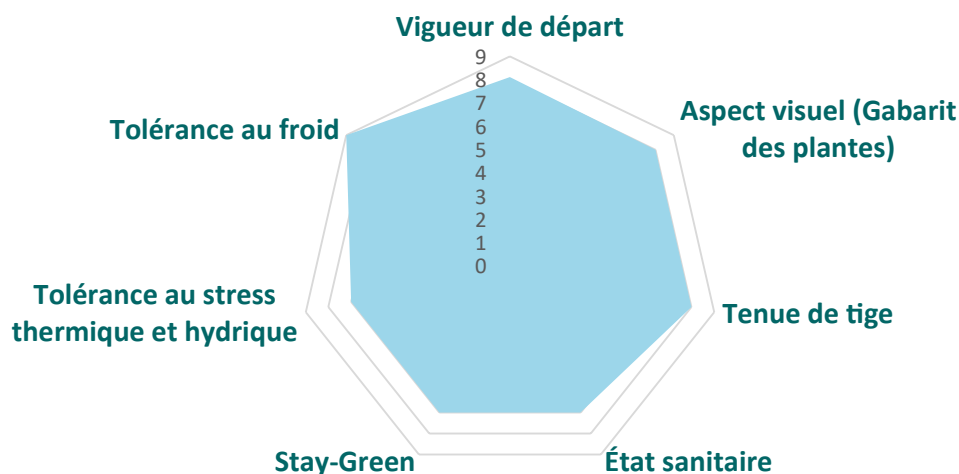 Vigueur de départ
9
8
7
6
5
4
3
2
1
0
Aspect visuel (Gabarit
des plantes)
Tenue de tige
État sanitaire
Stay-Green
Tolérance au stress
thermique et hydrique
Tolérance au froid